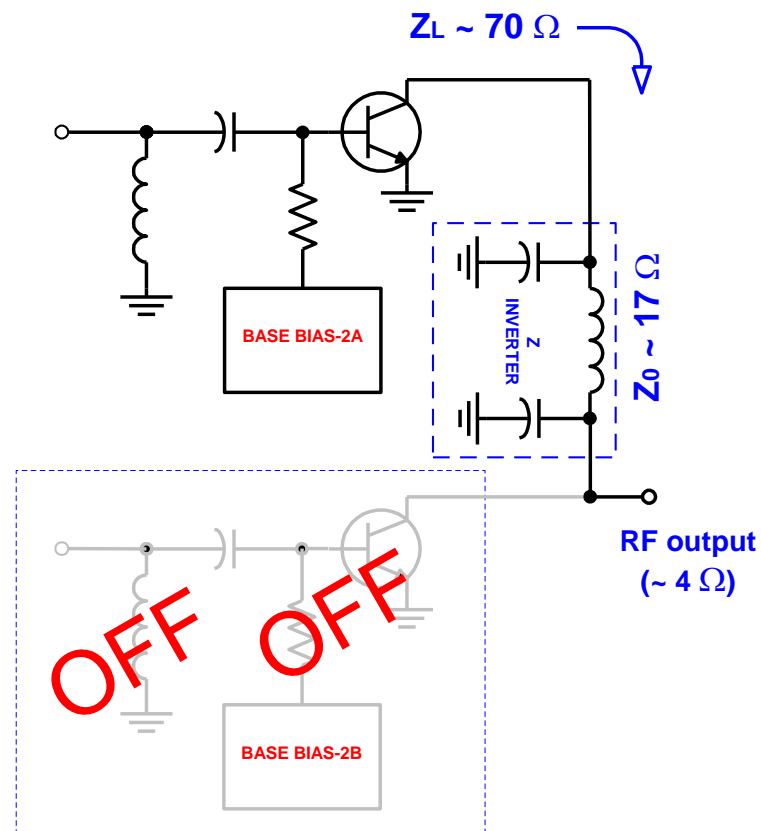 ZL ~ 70 Ω
BASE BIAS-2A
Z
INVERTER
Z0 ~ 17 Ω
RF output
(~ 4 Ω)
OFF
OFF
BASE BIAS-2B